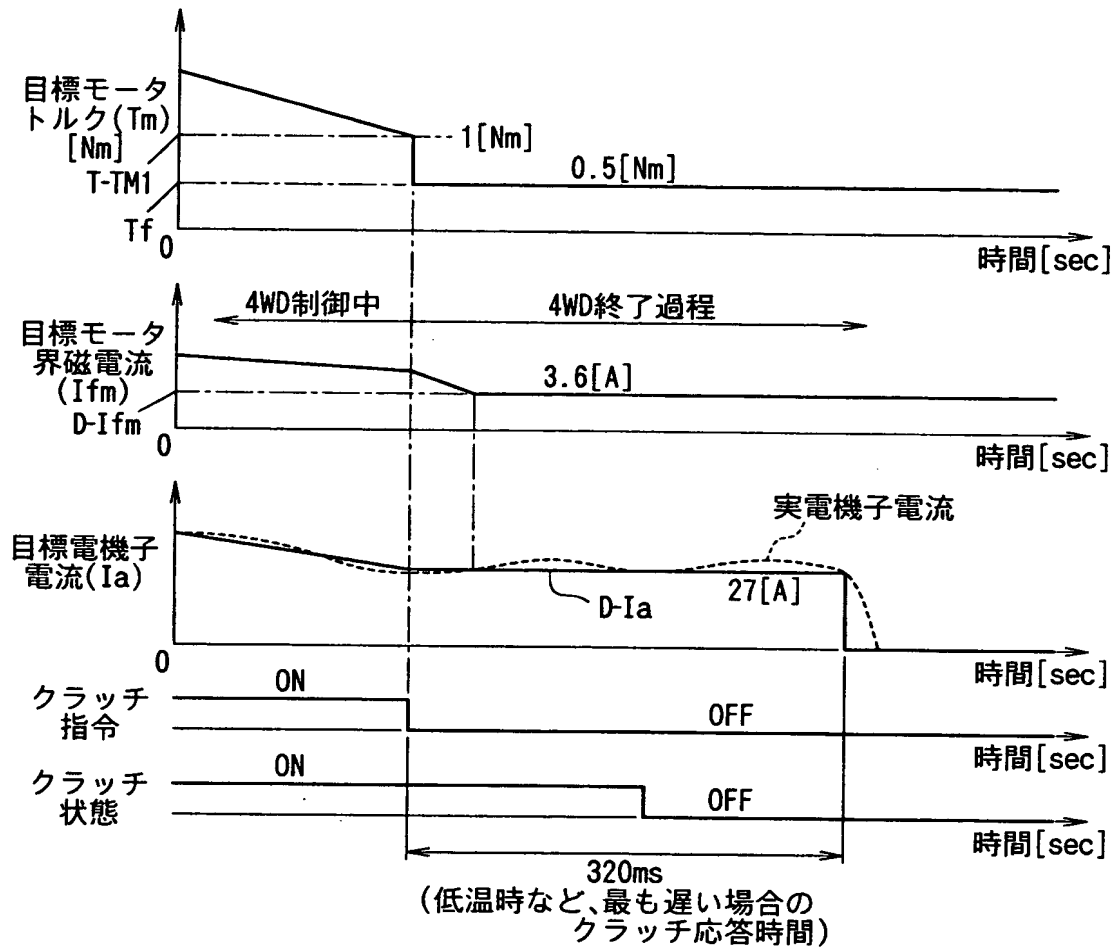 目標モータ
トルク(Tm)
[Nm]
T-TM1
Tf
0
1[Nm]
0.5[Nm]
時間[sec]
4WD制御中
4WD終了過程
目標モータ
界磁電流
(Ifm)
D-Ifm
0
3.6[A]
時間[sec]
実電機子電流
目標電機子
電流(Ia)
D-Ia
27[A]
0
時間[sec]
クラッチ
指令
ON
OFF
時間[sec]
クラッチ
状態
ON
OFF
時間[sec]
320ms
(低温時など、最も遅い場合の
クラッチ応答時間)